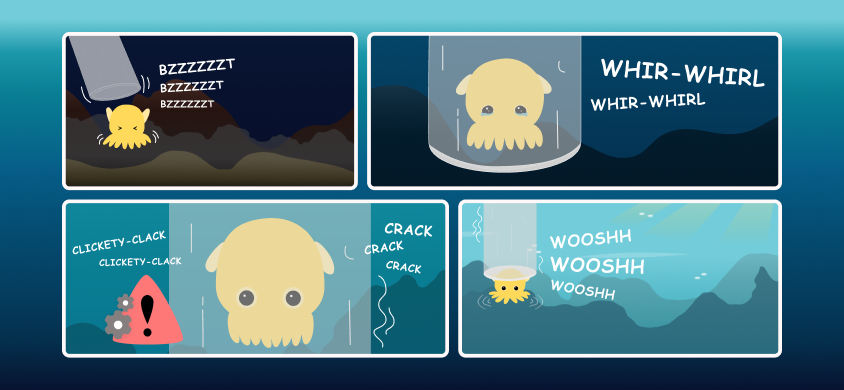 BZZZZZZT
BZZZZZZT
BZZZZZZT
WHIR-WHIRL
WHIR-WHIRL
CLICKETY-CLACK
CLICKETY-CLACK
!
CRACK
CRACK
CRACK
WOOSHH
WOOSHH
WOOSHH